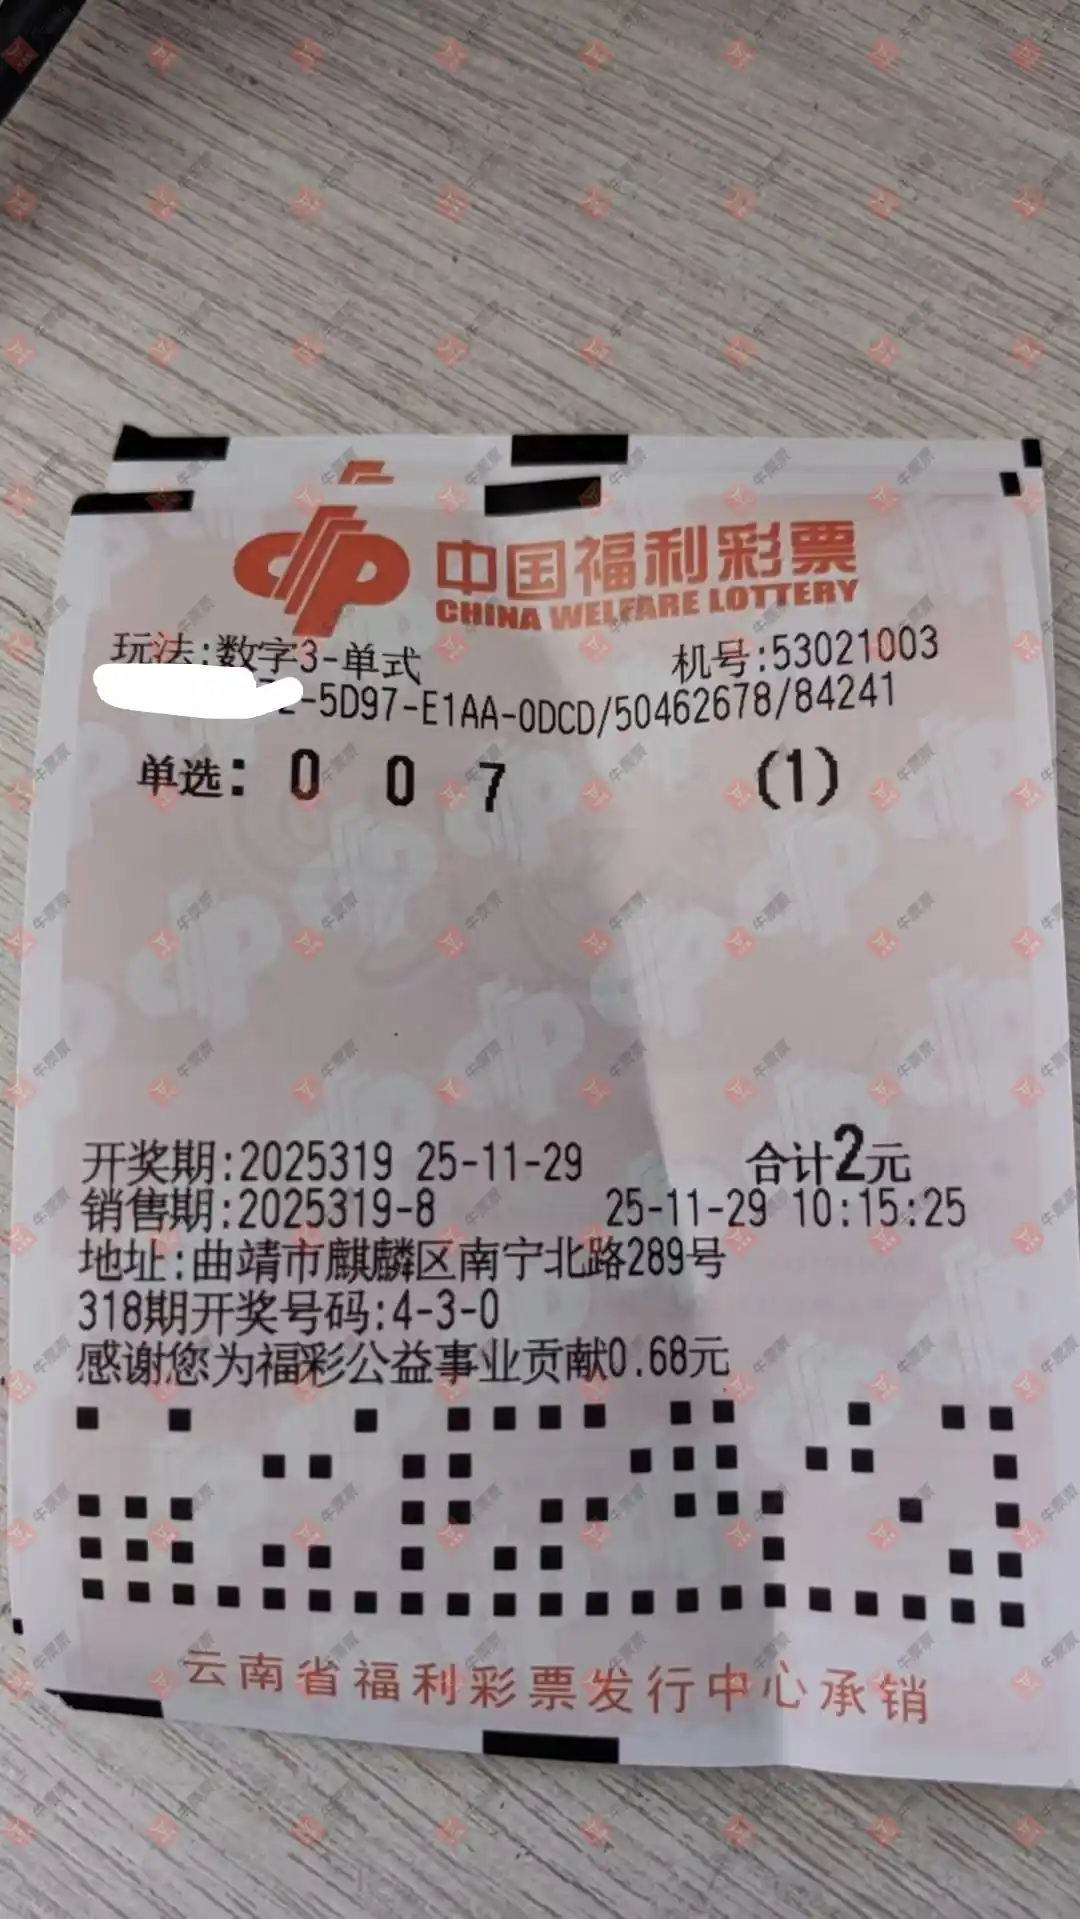 中国福利彩票
CHINA WELFARE LOTTERY
玩法:数字3-单式 机号:53021003
-5D97-E1AA-0DCD/50462678/84241
单选: 0 0 7 (1)
开奖期:2025319 25-11-29 合计2元
销售期:2025319-8 25-11-29 10:15:25
地址:曲靖市麒麟区南宁北路289号
318期开奖号码:4-3-0
感谢您为福彩公益事业贡献0.68元
云南省福利彩票发行中心承销
牛票票